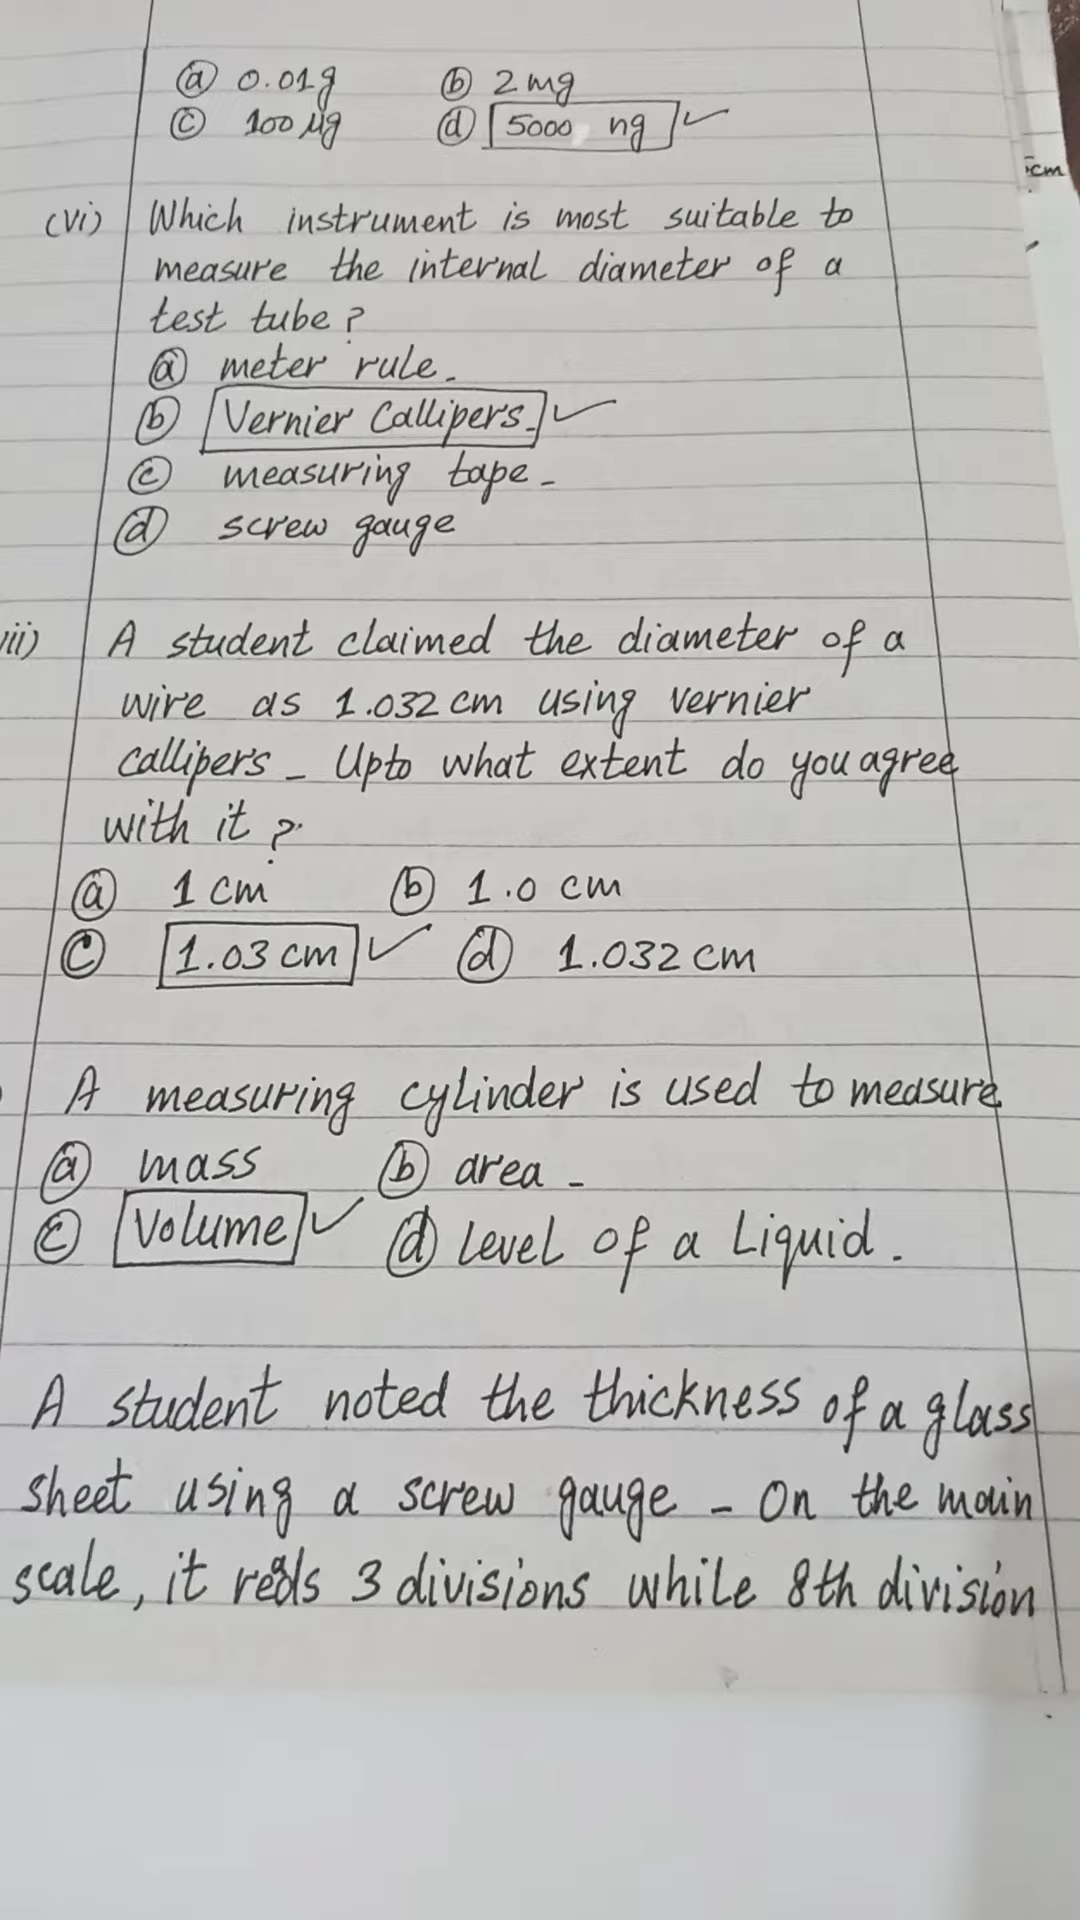 ⓐ 0.01g ⓑ 2 mg
ⓒ 100 μg ⓓ 5000 ng ✓
cm
(vi) Which instrument is most suitable to
measure the internal diameter of a
test tube?
ⓐ meter rule.
ⓑ Vernier Callipers. ✓
ⓒ measuring tape.
ⓓ screw gauge
ii) A student claimed the diameter of a
wire as 1.032 cm using vernier
callipers - Upto what extent do you agree
with it?
ⓐ 1 cm ⓑ 1.0 cm
ⓒ 1.03 cm ✓ ⓓ 1.032 cm
A measuring cylinder is used to measure
ⓐ mass ⓑ area -
ⓒ Volume ✓ ⓓ level of a Liquid.
A student noted the thickness of a glass
sheet using a screw gauge - On the main
scale, it reads 3 divisions while 8th division